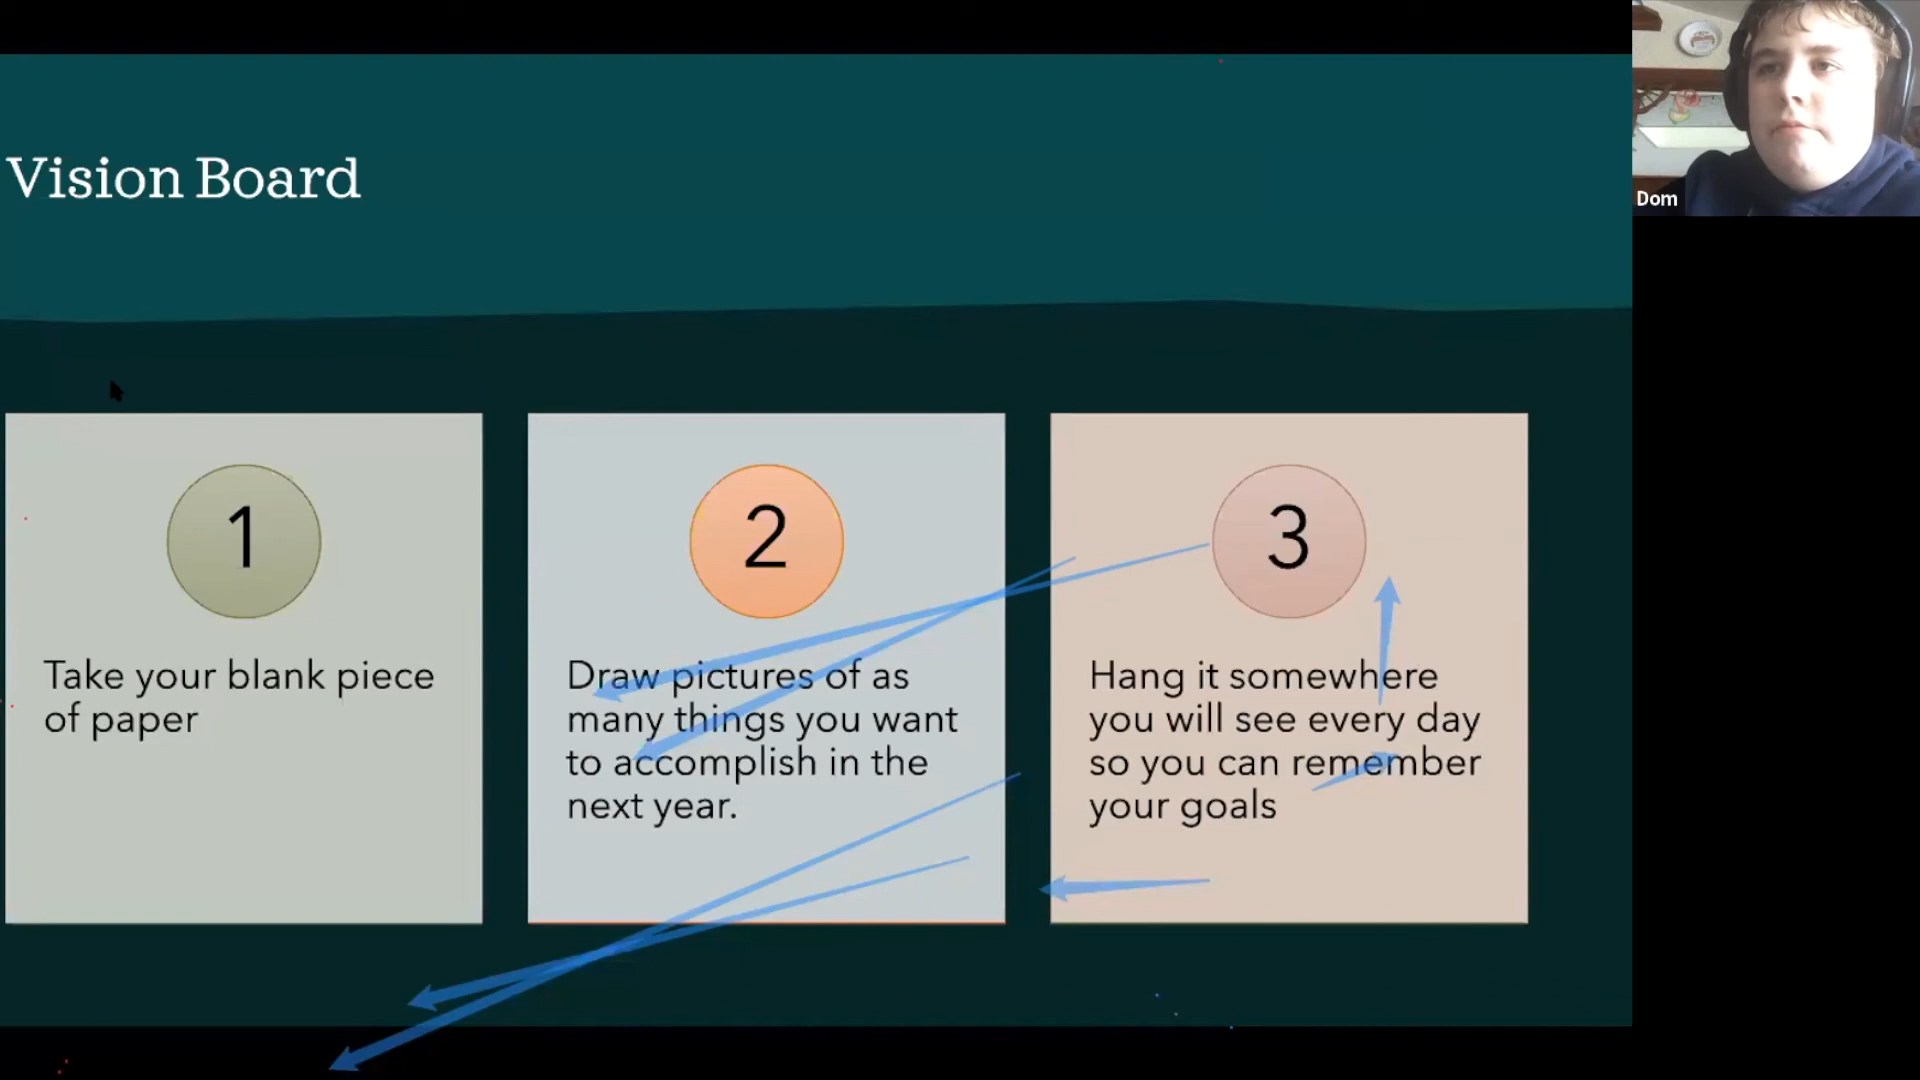 Vision Board
1
Take your blank piece
of paper
2
Draw pictures of as
many things you want
to accomplish in the
next year.
3
Hang it somewhere
you will see every day
so you can remember
your goals
Dom